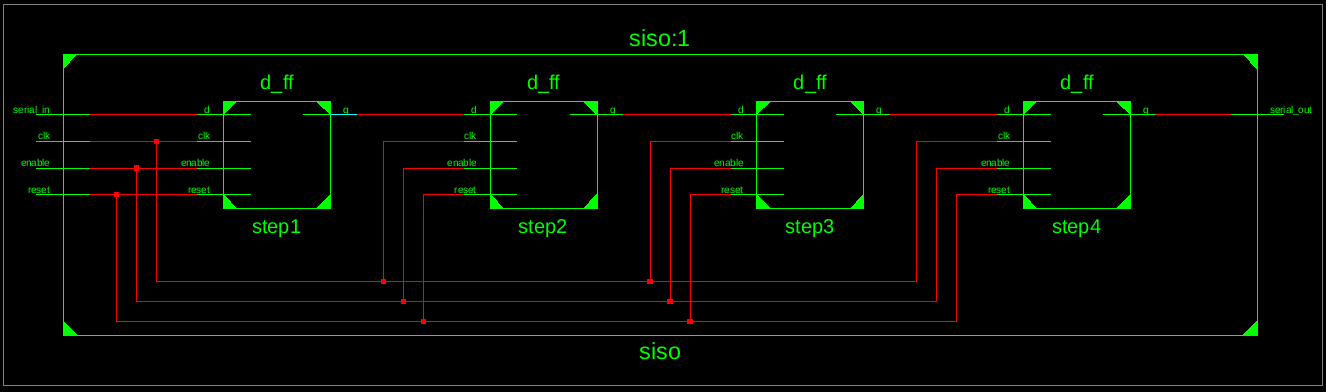 siso:1
d_ff d_ff d_ff d_ff
serial_in d q d q d q d q serial_out
clk clk clk clk clk
enable enable enable enable enable
reset reset reset reset reset
step1 step2 step3 step4
siso